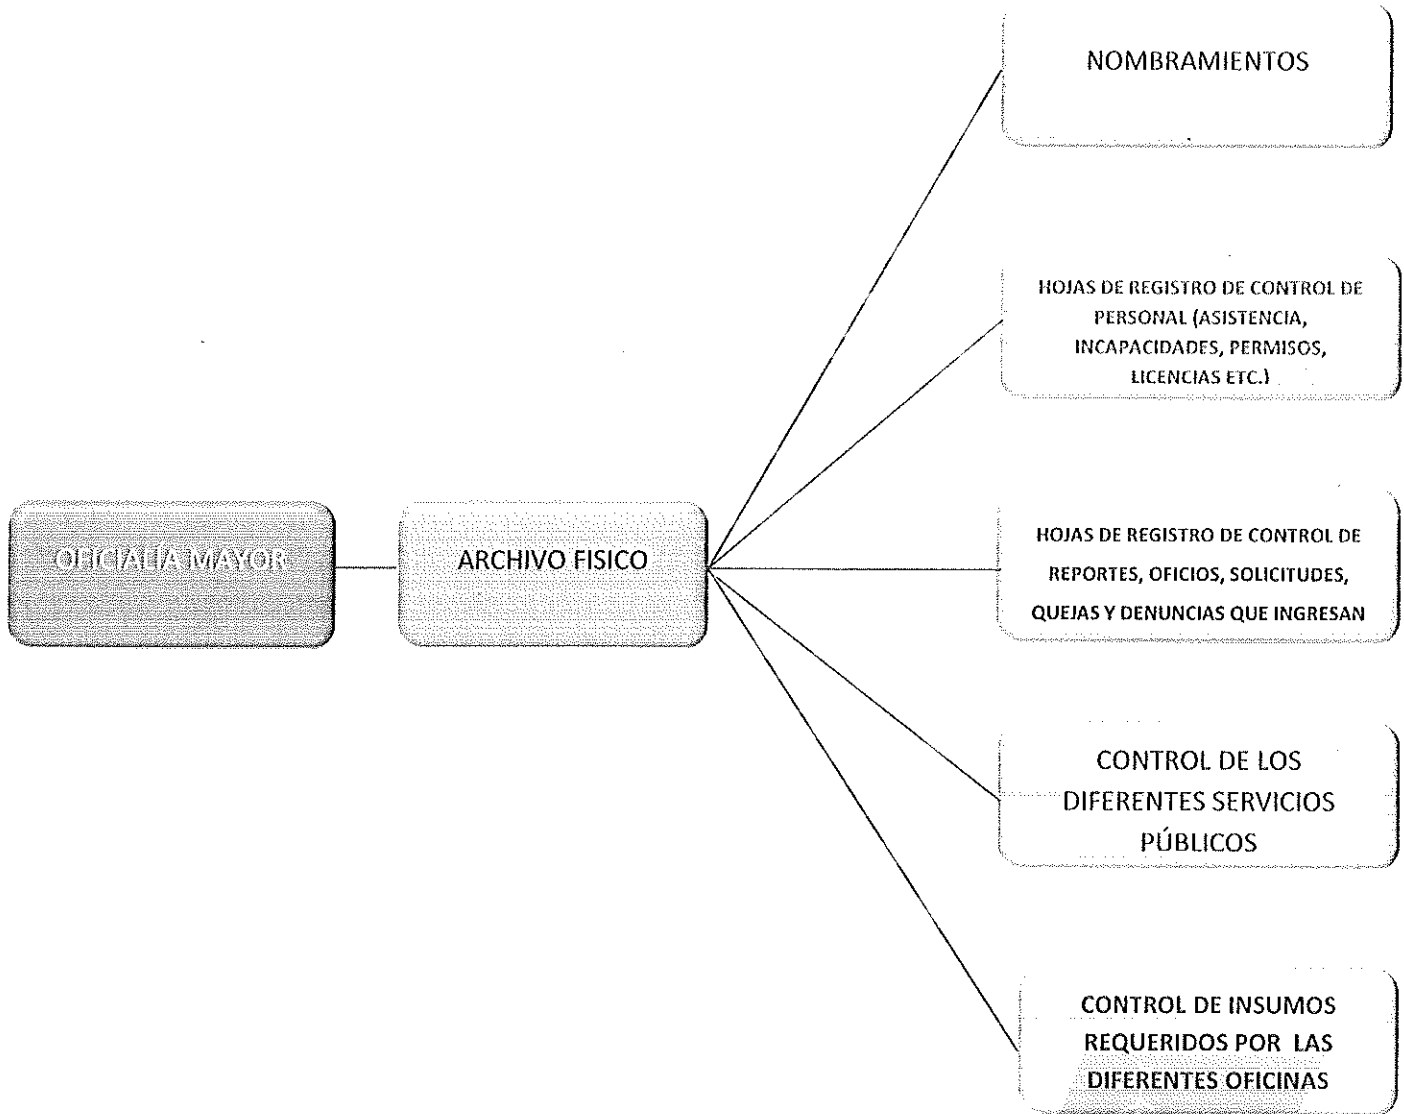 NOMBRAMIENTOS
HOJAS DE REGISTRO DE CONTROL DE
PERSONAL (ASISTENCIA,
INCAPACIDADES, PERMISOS,
LICENCIAS ETC.)
OFICIALÍA MAYOR
ARCHIVO FISICO
HOJAS DE REGISTRO DE CONTROL DE
REPORTES, OFICIOS, SOLICITUDES,
QUEJAS Y DENUNCIAS QUE INGRESAN
CONTROL DE LOS
DIFERENTES SERVICIOS
PÚBLICOS
CONTROL DE INSUMOS
REQUERIDOS POR LAS
DIFERENTES OFICINAS